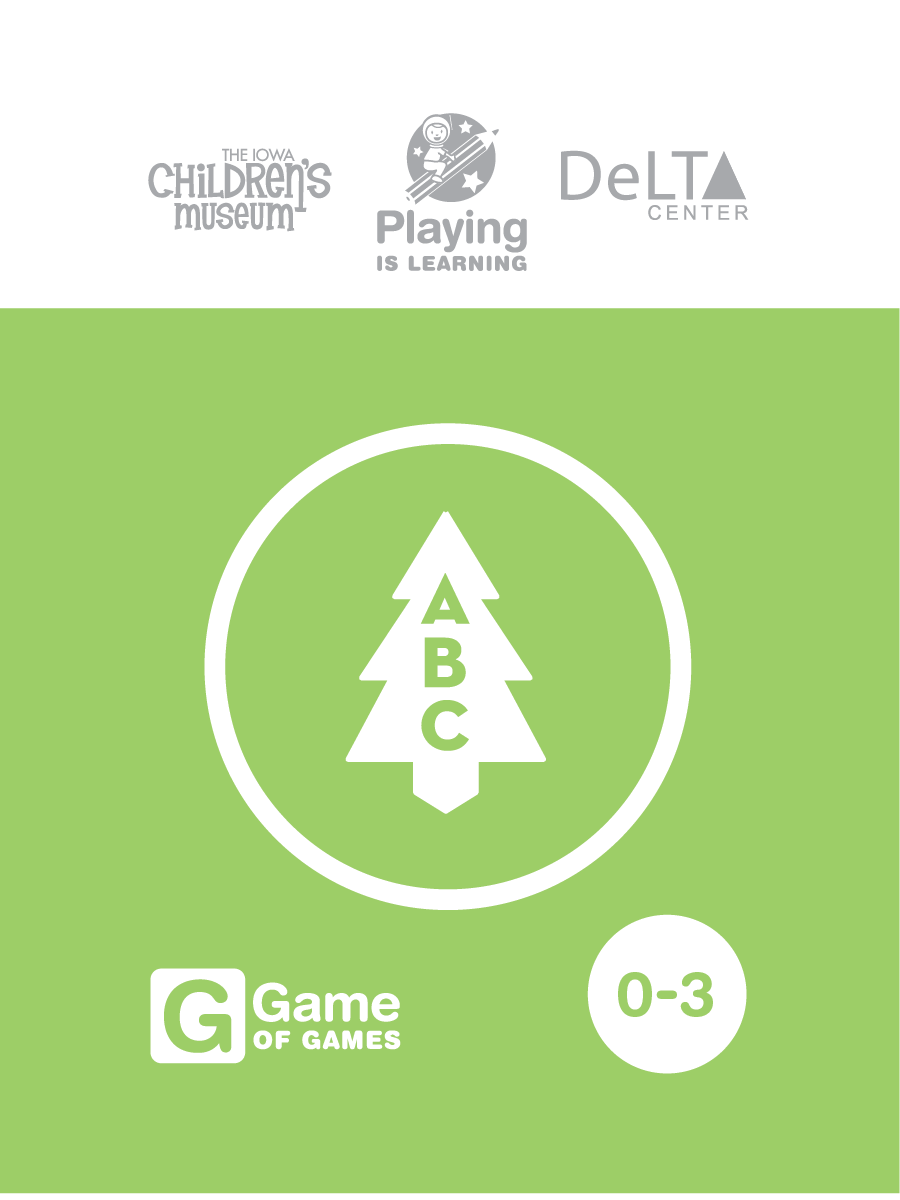 THE IOWA
CHiLDReN'S
museum
Playing
IS LEARNING
DeLTA
CENTER
A
B
C
G
Game
OF GAMES
0-3